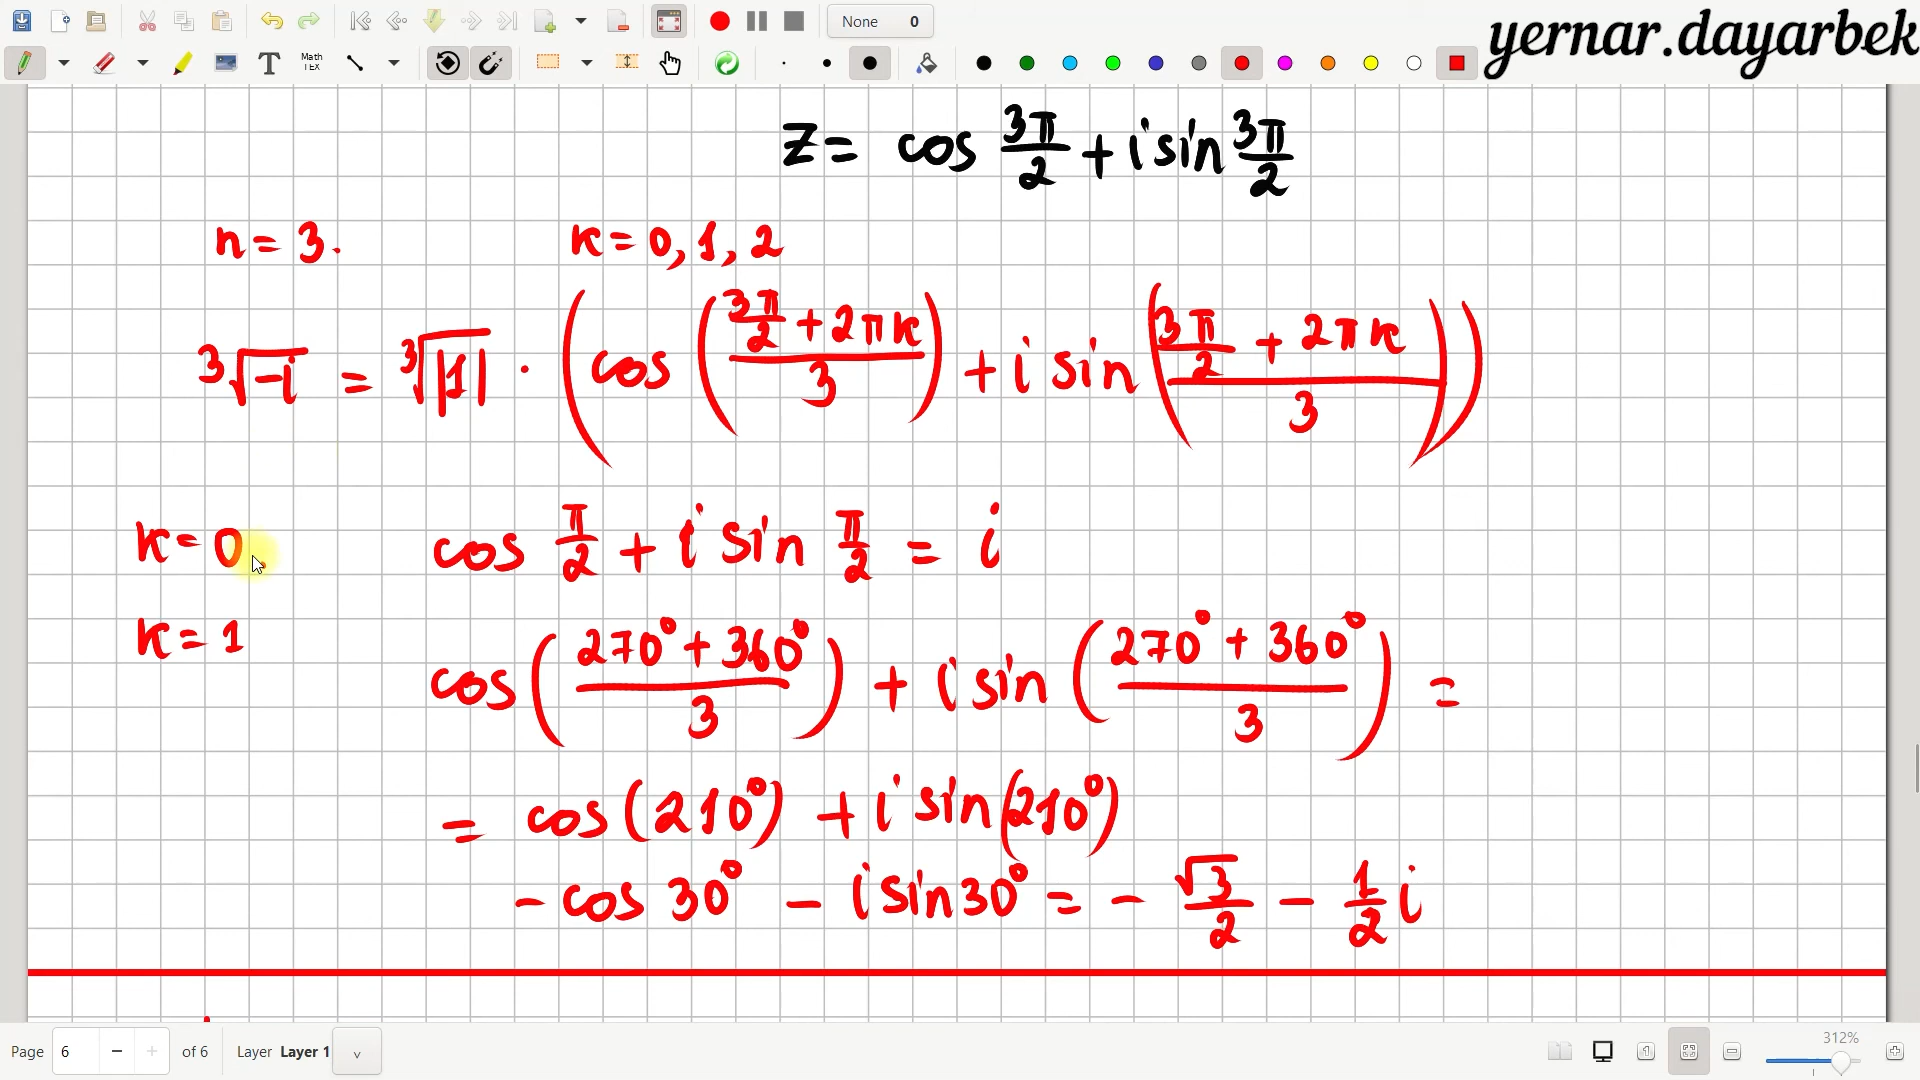 None 0
yernar.dayarbek
Math TEX
z = cos 3π/2 + i sin 3π/2
n = 3. k = 0, 1, 2
³√-i = ³√|1| · (cos((3π/2 + 2πk)/3) + i sin((3π/2 + 2πk)/3))
k = 0 cos π/2 + i sin π/2 = i
k = 1 cos((270° + 360°)/3) + i sin((270° + 360°)/3) =
= cos(210°) + i sin(210°)
- cos 30° - i sin 30° = - √3/2 - 1/2 i
Page 6 of 6 Layer Layer 1 312%